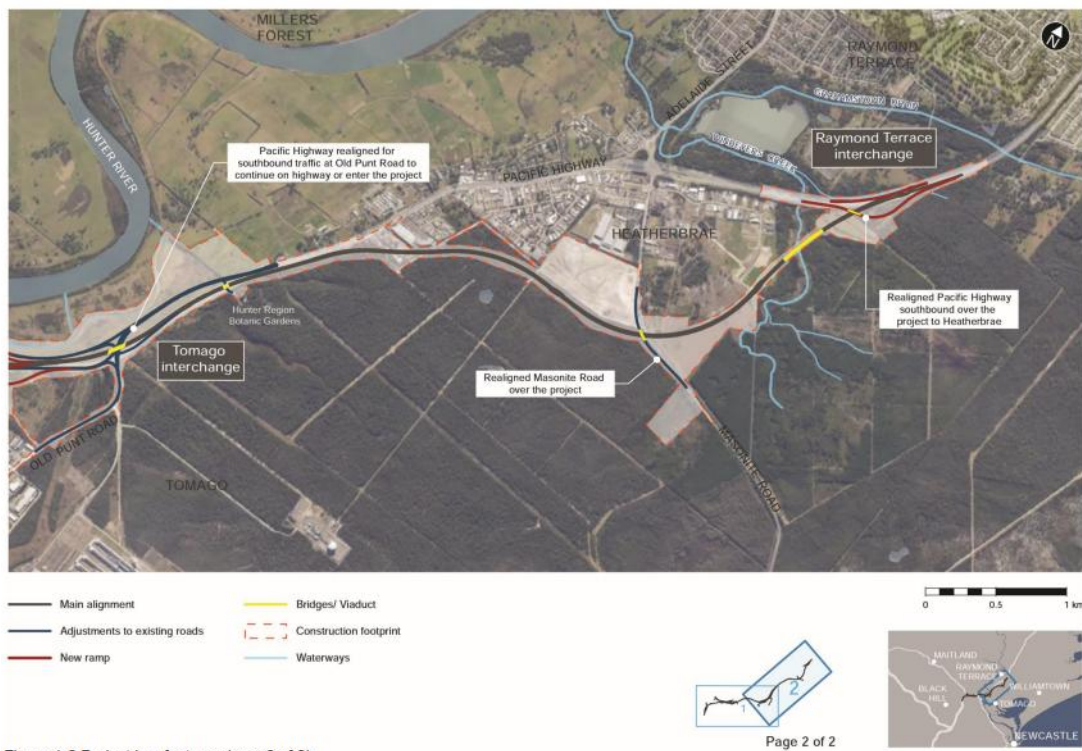 MILLERS
FOREST
RAYMOND
TERRACE
N
ADELAIDE STREET
GRAHAMSTOWN DRAIN
HUNTER RIVER
Pacific Highway realigned for
southbound traffic at Old Punt Road to
continue on highway or enter the project
WINDEYERS CREEK
Raymond Terrace
interchange
PACIFIC HIGHWAY
HEATHERBRAE
Hunter Region
Botanic Gardens
Realigned Pacific Highway
southbound over the
project to Heatherbrae
Tomago
interchange
Realigned Masonite Road
over the project
OLD PUNT ROAD
TOMAGO
MASONITE ROAD
Main alignment
Adjustments to existing roads
New ramp
Bridges/ Viaduct
Construction footprint
Waterways
0 0.5 1 km
1
2
Page 2 of 2
MAITLAND
RAYMOND
TERRACE
BLACK
HILL
WILLIAMTOWN
TOMAGO
NEWCASTLE